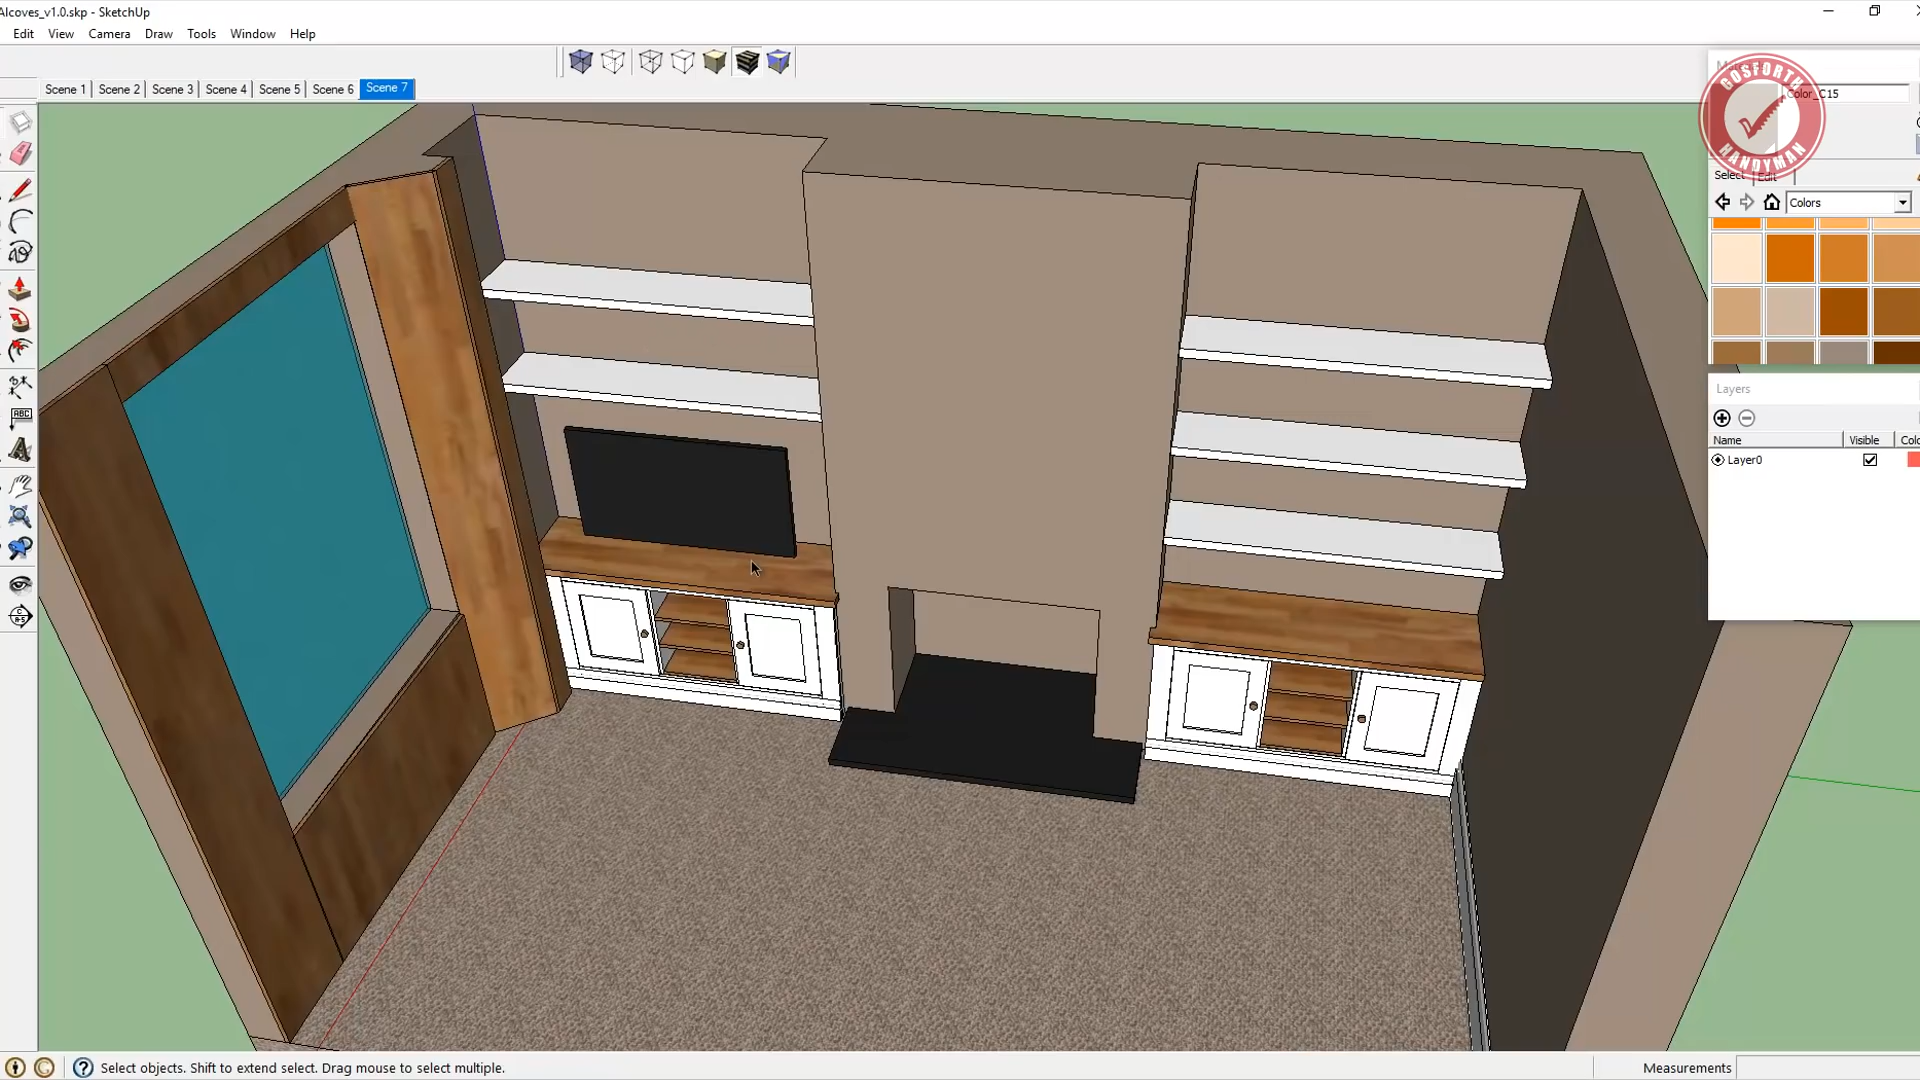 Alcoves_v1.0.skp - SketchUp
Edit View Camera Draw Tools Window Help
Scene 1 Scene 2 Scene 3 Scene 4 Scene 5 Scene 6 Scene 7
GOSFORTH
HANDYMAN
Color_C15
Select Edit
Colors
Layers
Name Visible Colo
Layer0
ABC
Select objects. Shift to extend select. Drag mouse to select multiple.
Measurements